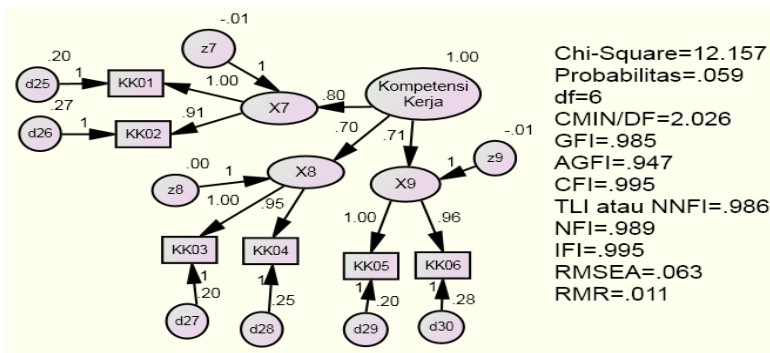 -.01
z7
1
.20
d25
1
KK01
1.00
.27
d26
1
KK02
.91
X7
.80
1.00
Kompetensi
Kerja
.70
.71
-.01
z9
1
.00
z8
1
X8
X9
1.00
.95
1.00
.96
KK03
KK04
KK05
KK06
1
.20
1
.25
1
.20
1
.28
d27
d28
d29
d30
Chi-Square=12.157
Probabilitas=.059
df=6
CMIN/DF=2.026
GFI=.985
AGFI=.947
CFI=.995
TLI atau NNFI=.986
NFI=.989
IFI=.995
RMSEA=.063
RMR=.011